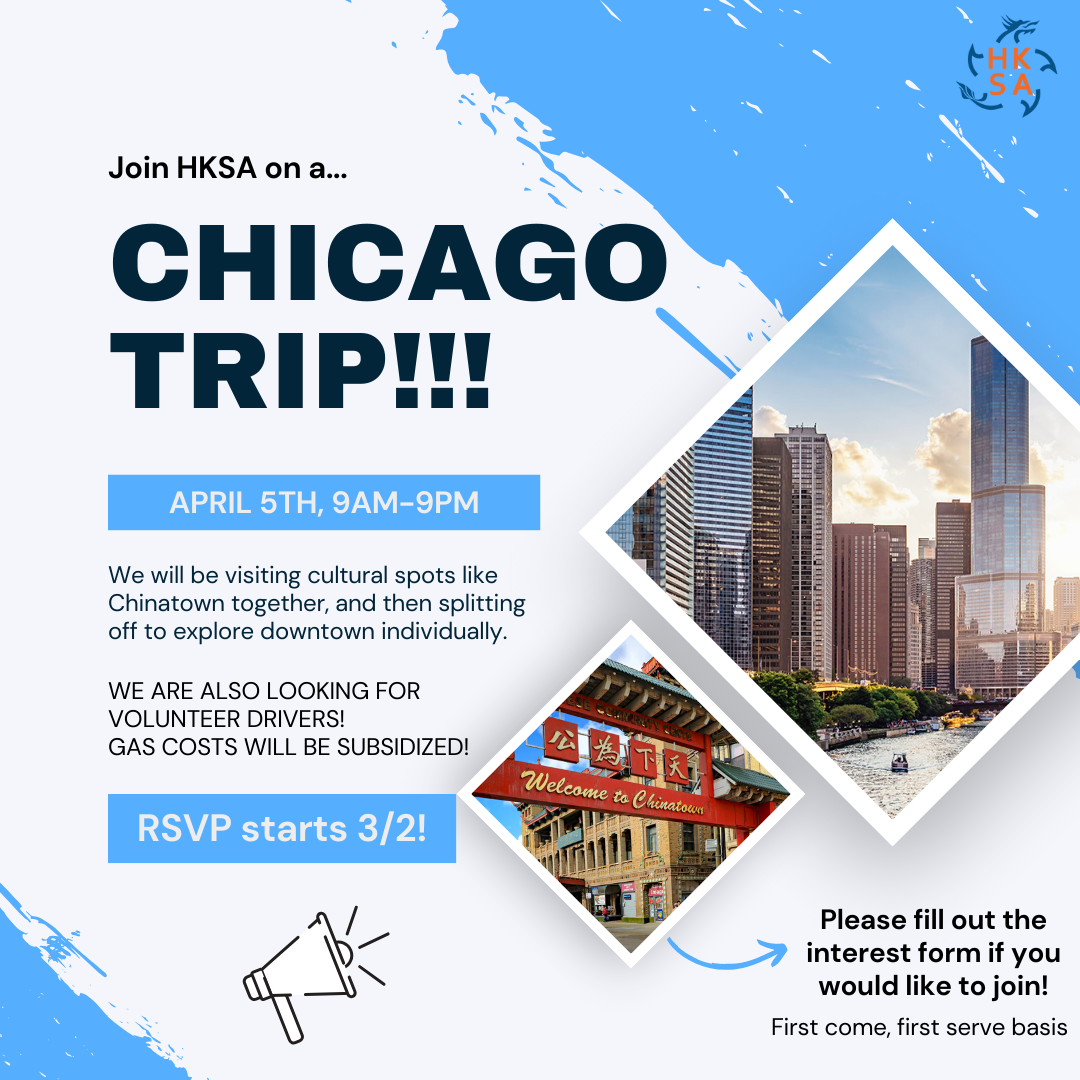 HK
SA
Join HKSA on a...
CHICAGO
TRIP!!!
APRIL 5TH, 9AM-9PM
We will be visiting cultural spots like
Chinatown together, and then splitting
off to explore downtown individually.
WE ARE ALSO LOOKING FOR
VOLUNTEER DRIVERS!
GAS COSTS WILL BE SUBSIDIZED!
公為下天
Welcome to Chinatown
RSVP starts 3/2!
Please fill out the
interest form if you
would like to join!
First come, first serve basis